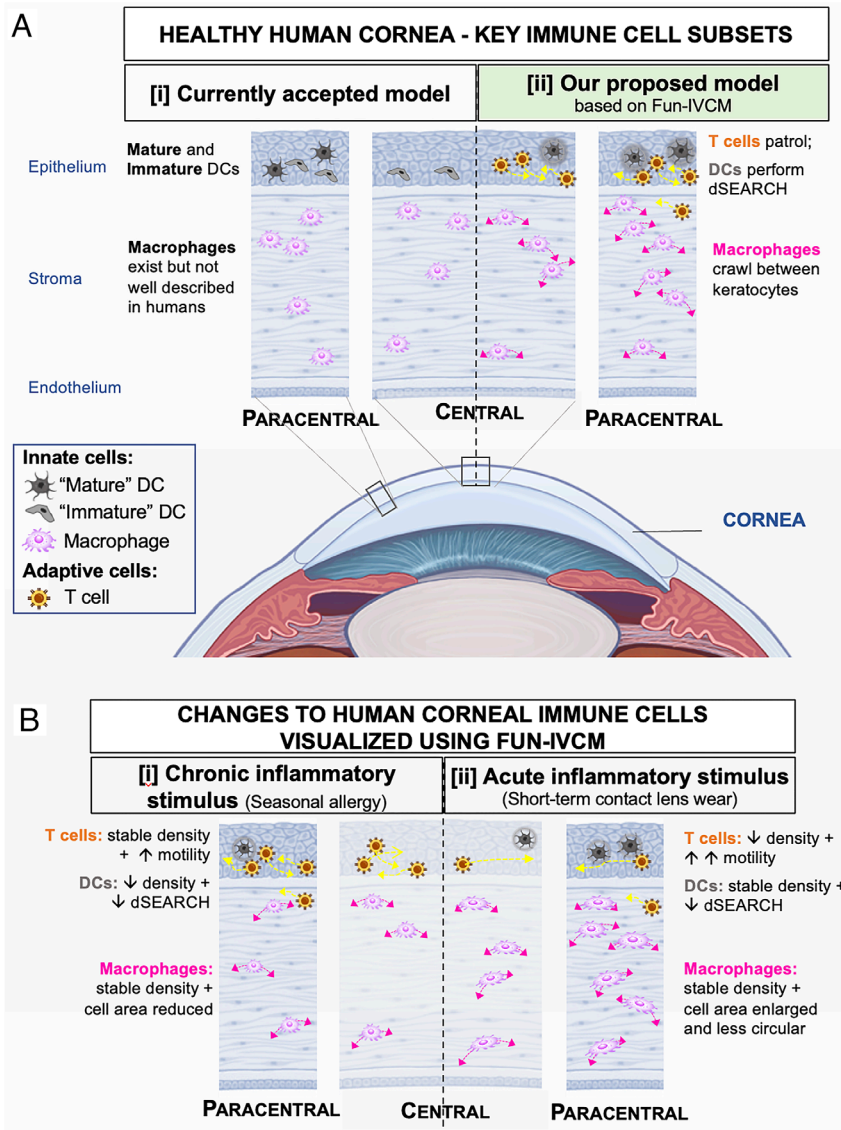 A
HEALTHY HUMAN CORNEA - KEY IMMUNE CELL SUBSETS
[i] Currently accepted model
[ii] Our proposed model
based on Fun-IVCM
Epithelium
Stroma
Endothelium
Mature and
Immature DCs
Macrophages
exist but not
well described
in humans
T cells patrol;
DCs perform
dSEARCH
Macrophages
crawl between
keratocytes
PARACENTRAL
CENTRAL
PARACENTRAL
Innate cells:
“Mature” DC
“Immature” DC
Macrophage
Adaptive cells:
T cell
CORNEA
B
CHANGES TO HUMAN CORNEAL IMMUNE CELLS
VISUALIZED USING FUN-IVCM
[i] Chronic inflammatory
stimulus (Seasonal allergy)
[ii] Acute inflammatory stimulus
(Short-term contact lens wear)
T cells: stable density
+ ↑ motility
DCs: ↓ density +
↓ dSEARCH
Macrophages:
stable density +
cell area reduced
T cells: ↓ density +
↑ ↑ motility
DCs: stable density +
↓ dSEARCH
Macrophages:
stable density +
cell area enlarged
and less circular
PARACENTRAL
CENTRAL
PARACENTRAL